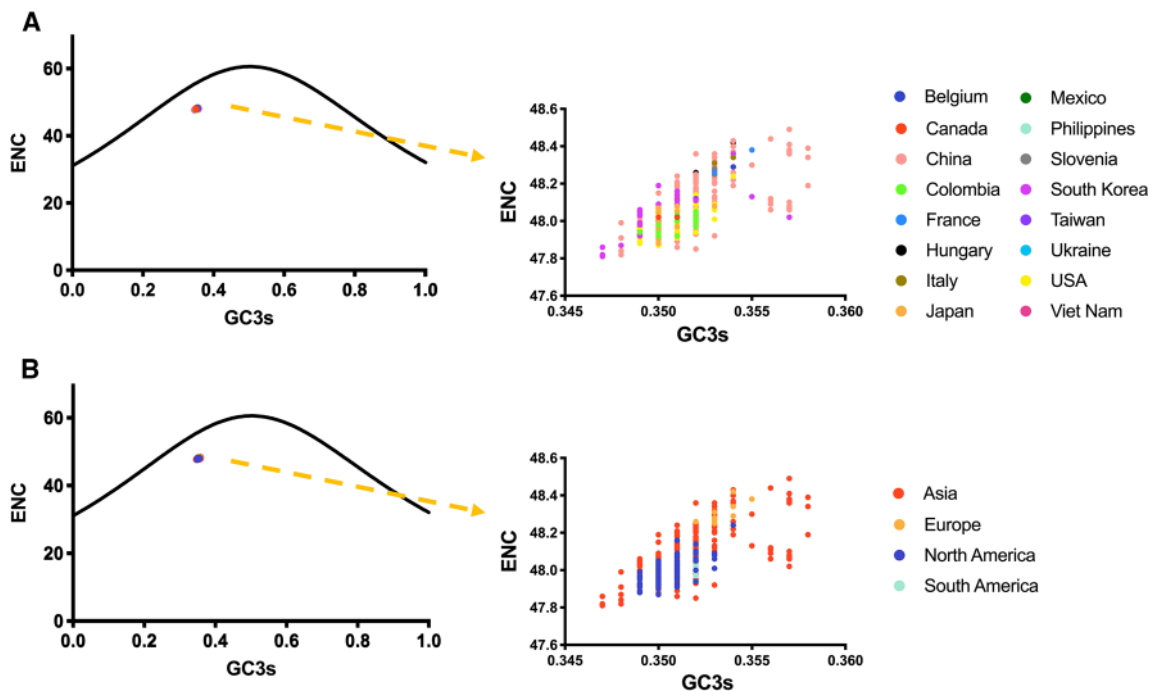 A
ENC
60
40
20
0
0.0 0.2 0.4 0.6 0.8 1.0
GC3s
ENC
48.6
48.4
48.2
48.0
47.8
47.6
0.345 0.350 0.355 0.360
GC3s
Belgium Mexico
Canada Philippines
China Slovenia
Colombia South Korea
France Taiwan
Hungary Ukraine
Italy USA
Japan Viet Nam
B
ENC
60
40
20
0
0.0 0.2 0.4 0.6 0.8 1.0
GC3s
ENC
48.6
48.4
48.2
48.0
47.8
47.6
0.345 0.350 0.355 0.360
GC3s
Asia
Europe
North America
South America